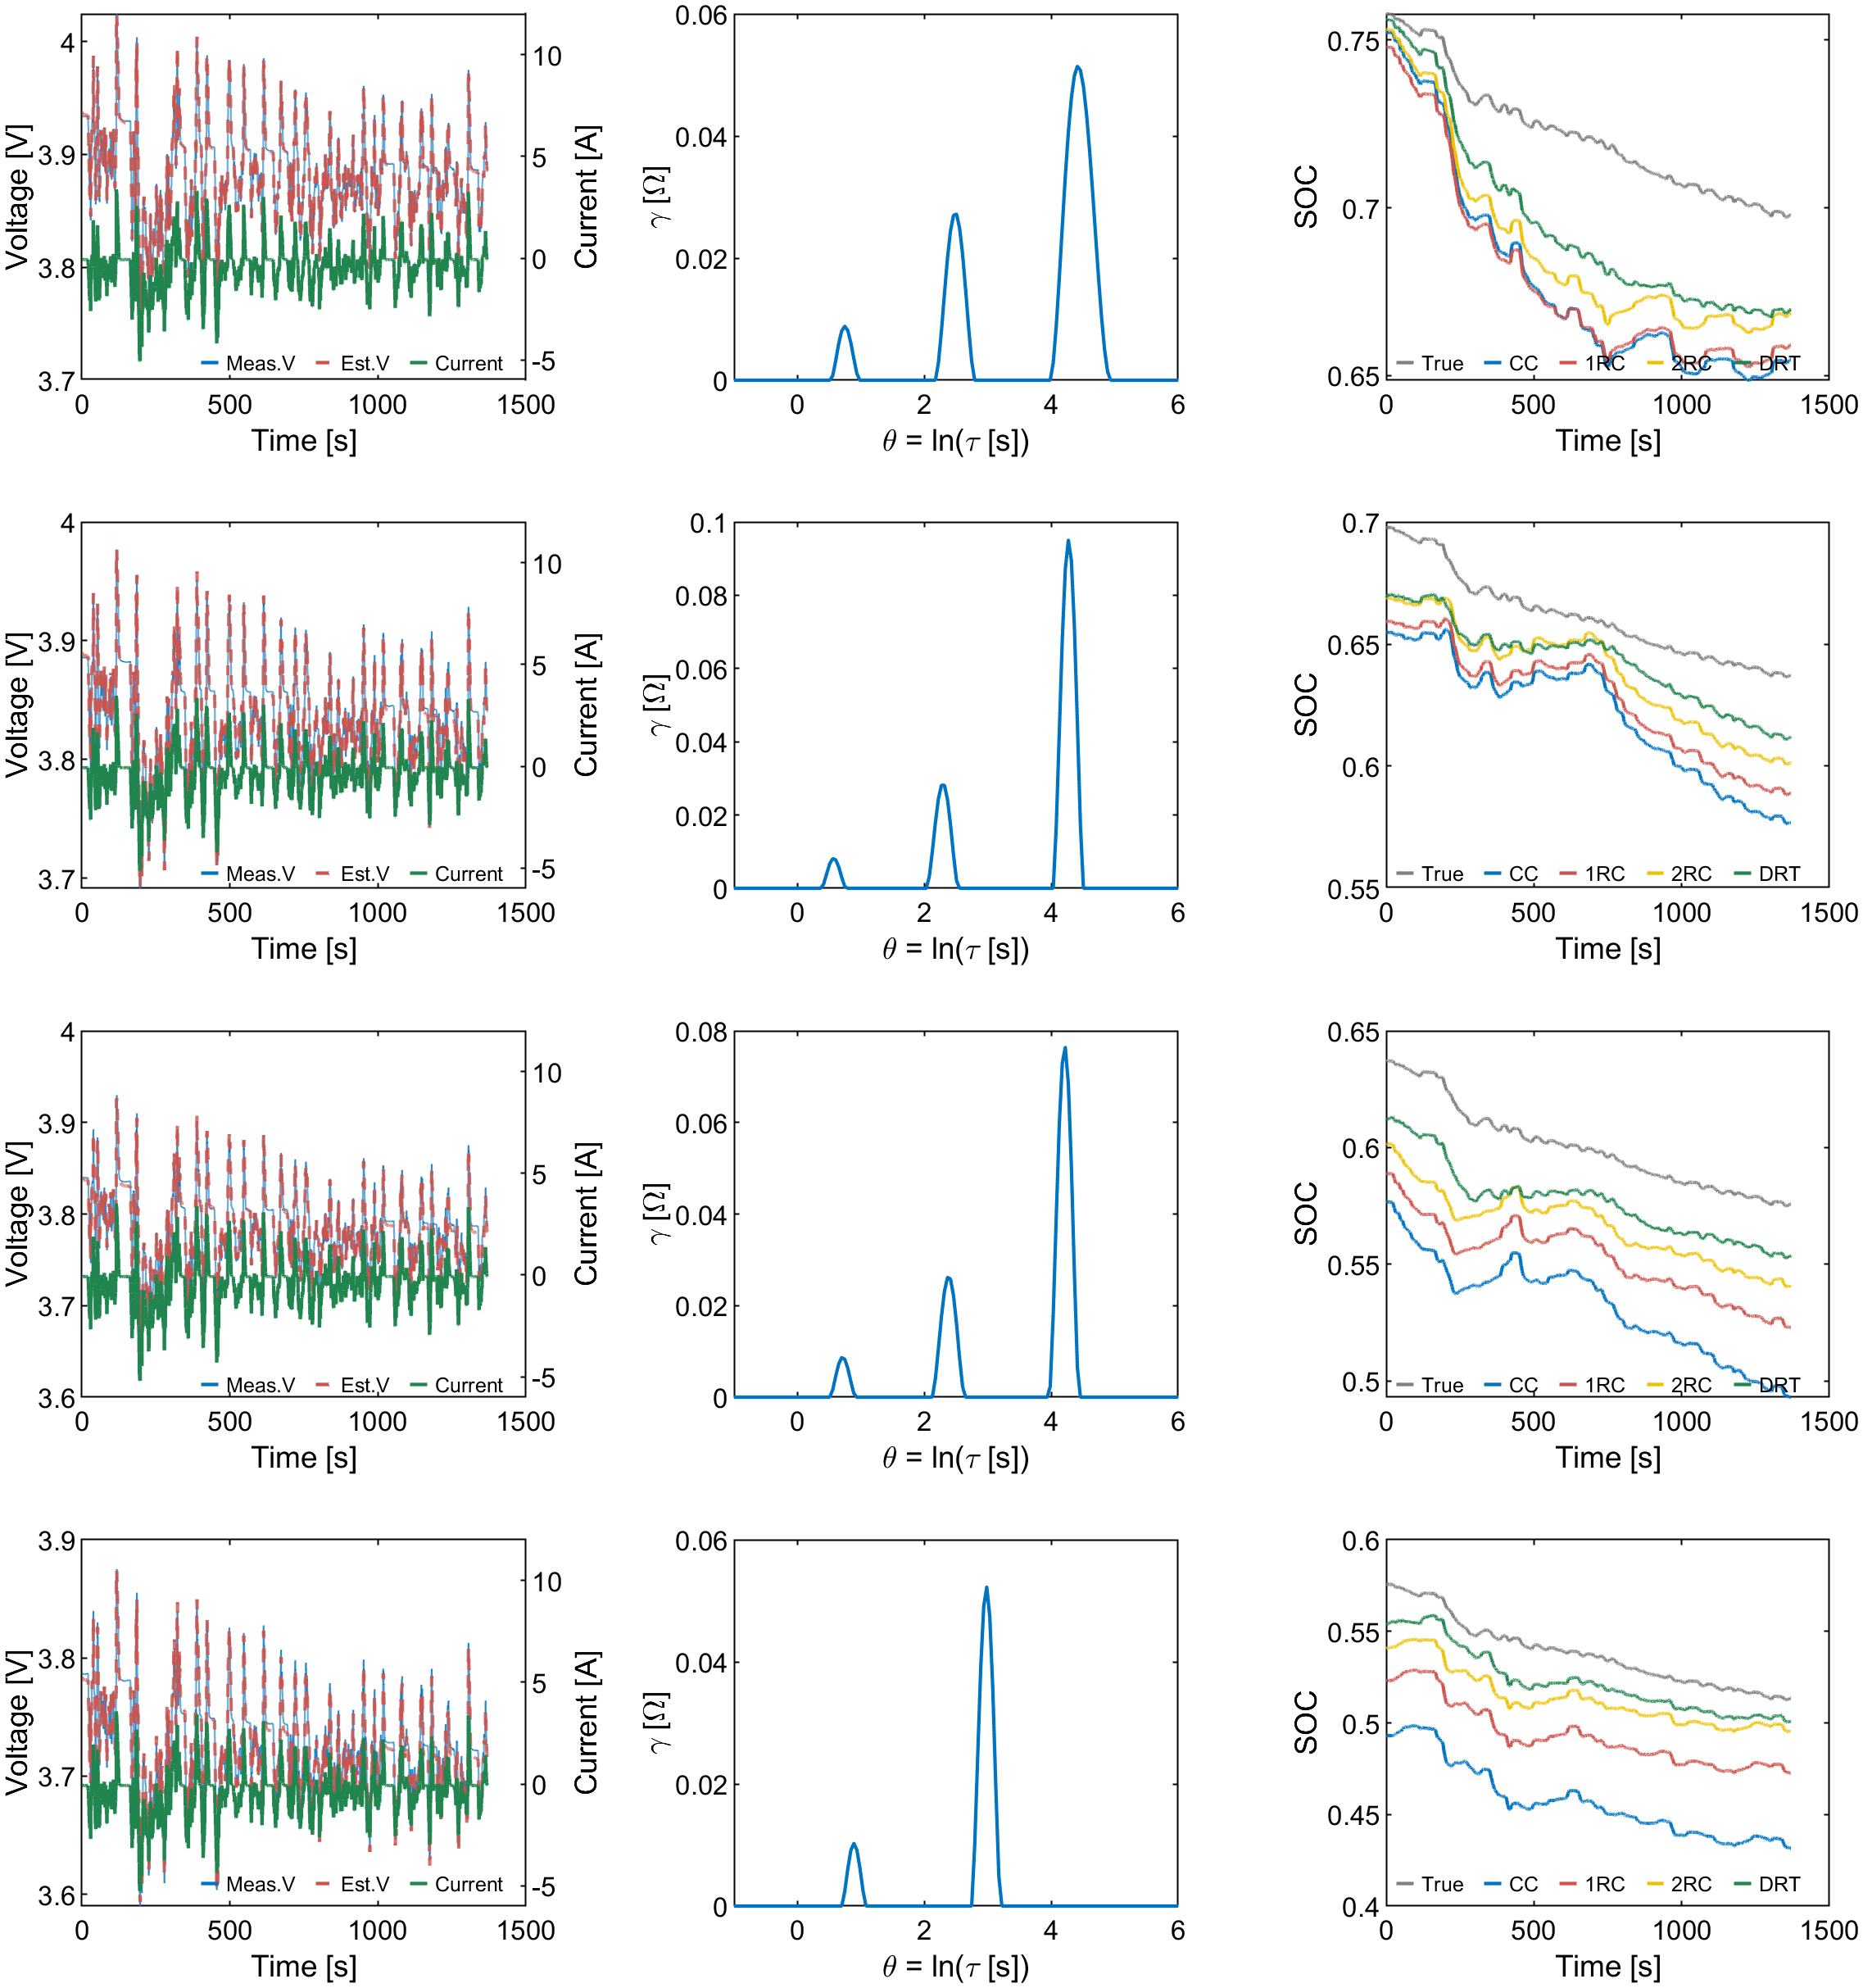 4
3.9
3.8
3.7
Voltage [V]
10
5
0
-5
Current [A]
Meas.V Est.V Current
0 500 1000 1500
Time [s]
0.06
0.04
0.02
0
γ [Ω]
0 2 4 6
θ = ln(τ [s])
0.75
0.7
0.65
SOC
True CC 1RC 2RC DRT
0 500 1000 1500
Time [s]
4
3.9
3.8
3.7
Voltage [V]
10
5
0
-5
Current [A]
Meas.V Est.V Current
0 500 1000 1500
Time [s]
0.1
0.08
0.06
0.04
0.02
0
γ [Ω]
0 2 4 6
θ = ln(τ [s])
0.7
0.65
0.6
0.55
SOC
True CC 1RC 2RC DRT
0 500 1000 1500
Time [s]
4
3.9
3.8
3.7
3.6
Voltage [V]
10
5
0
-5
Current [A]
Meas.V Est.V Current
0 500 1000 1500
Time [s]
0.08
0.06
0.04
0.02
0
γ [Ω]
0 2 4 6
θ = ln(τ [s])
0.65
0.6
0.55
0.5
SOC
True CC 1RC 2RC DRT
0 500 1000 1500
Time [s]
3.9
3.8
3.7
3.6
Voltage [V]
10
5
0
-5
Current [A]
Meas.V Est.V Current
0 500 1000 1500
Time [s]
0.06
0.04
0.02
0
γ [Ω]
0 2 4 6
θ = ln(τ [s])
0.6
0.55
0.5
0.45
0.4
SOC
True CC 1RC 2RC DRT
0 500 1000 1500
Time [s]